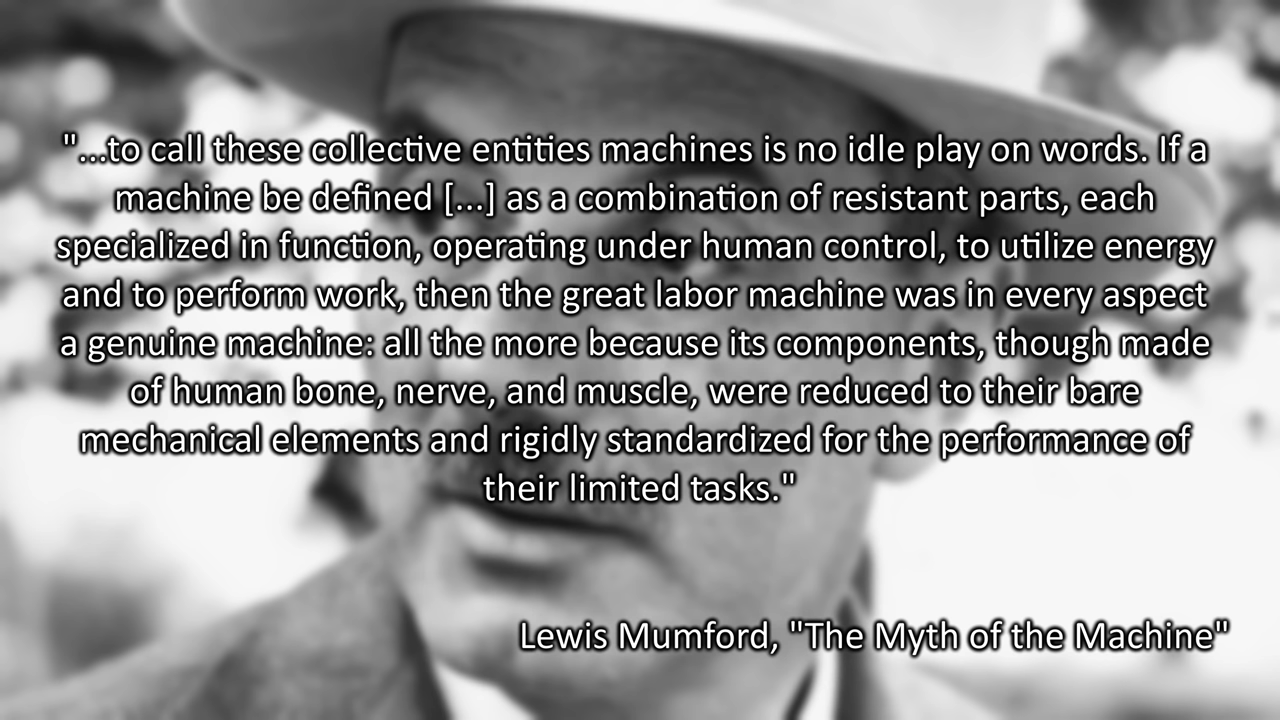 "...to call these collective entities machines is no idle play on words. If a
machine be defined [...] as a combination of resistant parts, each
specialized in function, operating under human control, to utilize energy
and to perform work, then the great labor machine was in every aspect
a genuine machine: all the more because its components, though made
of human bone, nerve, and muscle, were reduced to their bare
mechanical elements and rigidly standardized for the performance of
their limited tasks."
Lewis Mumford, "The Myth of the Machine"